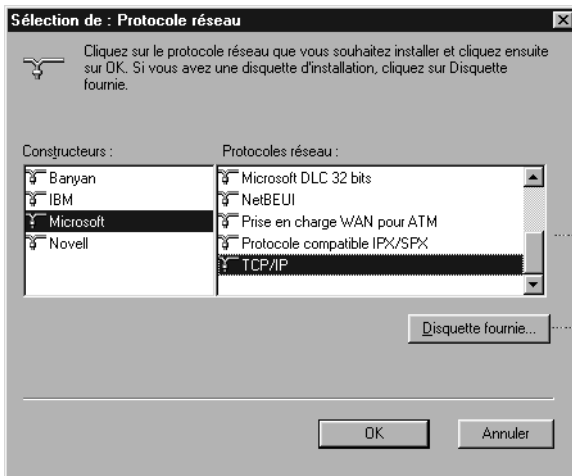 Sélection de : Protocole réseau
Cliquez sur le protocole réseau que vous souhaitez installer et cliquez ensuite
sur OK. Si vous avez une disquette d'installation, cliquez sur Disquette
fournie.
Constructeurs :
Banyan
IBM
Microsoft
Novell
Protocoles réseau :
Microsoft DLC 32 bits
NetBEUI
Prise en charge WAN pour ATM
Protocole compatible IPX/SPX
TCP/IP
Disquette fournie...
OK
Annuler